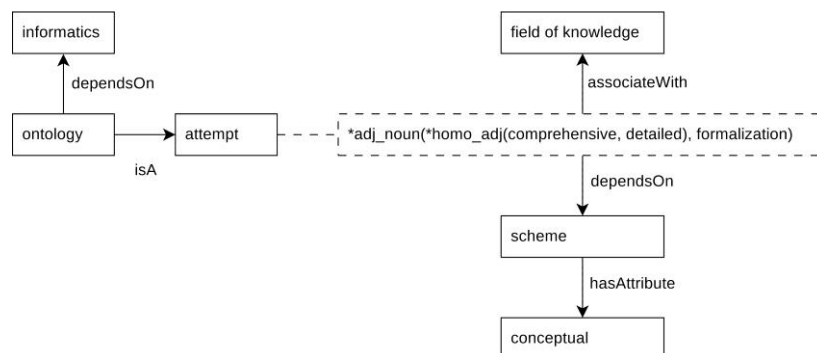 informatics
field of knowledge
dependsOn
associateWith
ontology
attempt
*adj_noun(*homo_adj(comprehensive, detailed), formalization)
isA
dependsOn
scheme
hasAttribute
conceptual